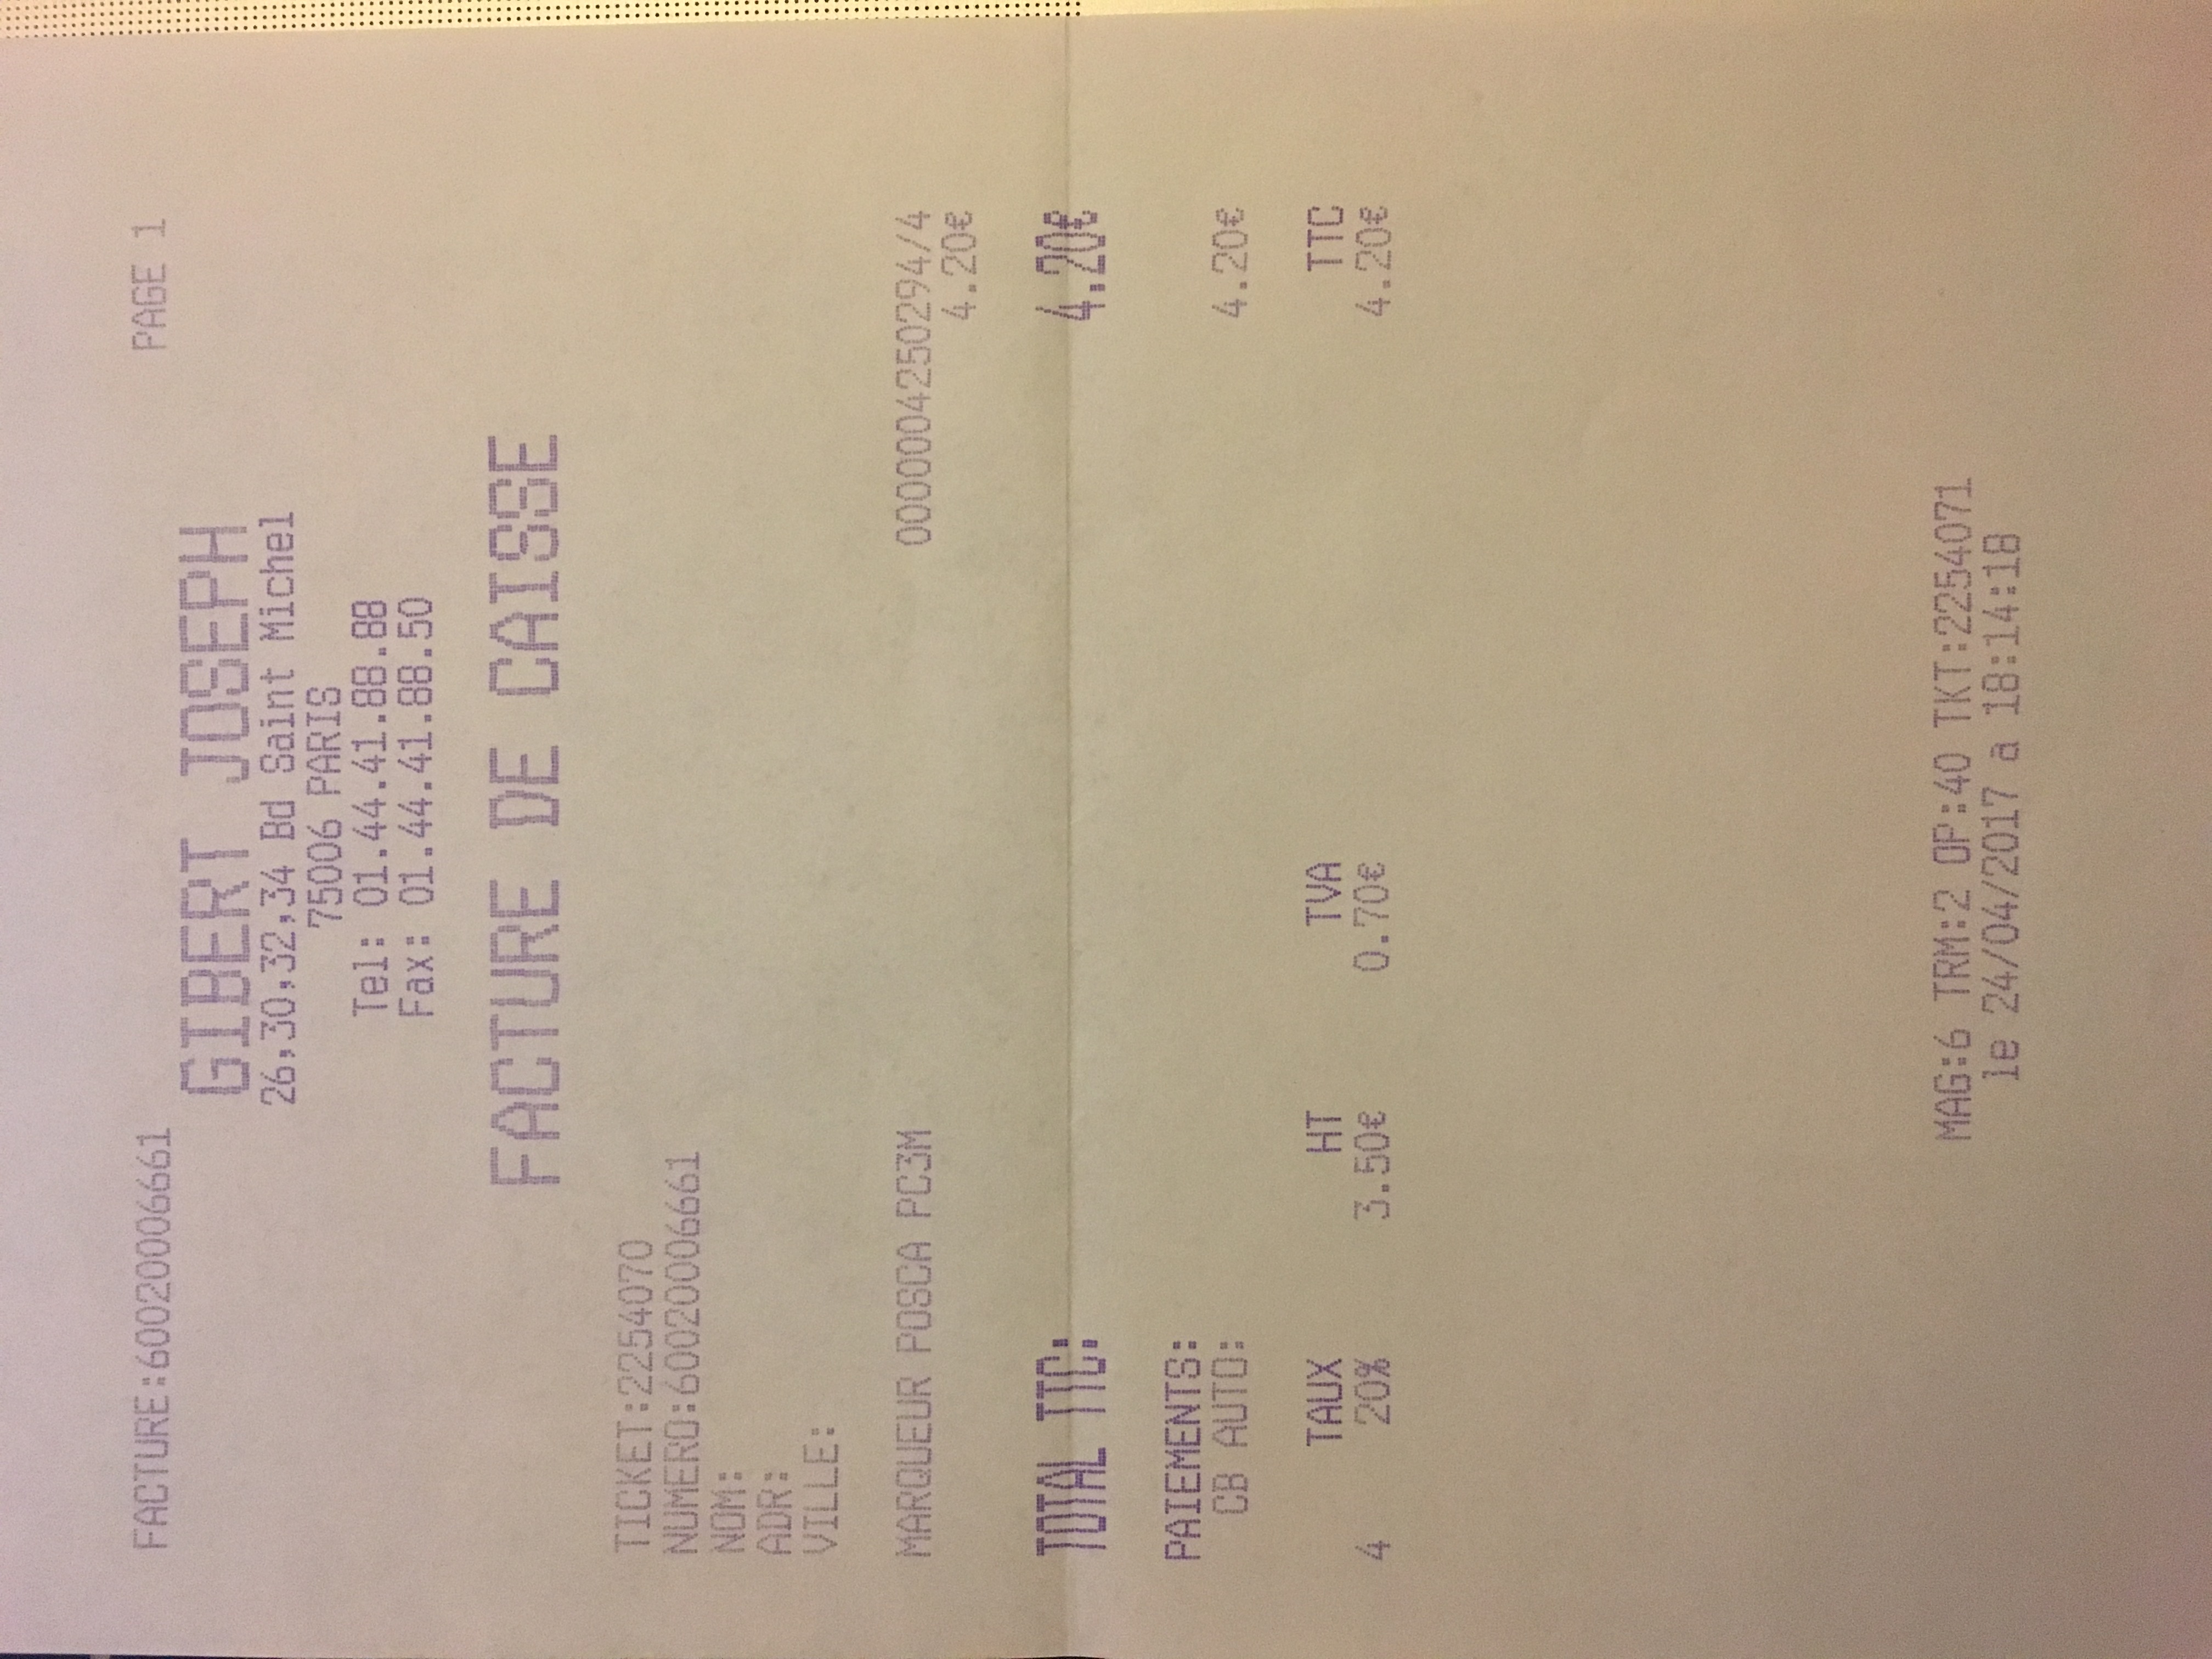 FACTURE:6002006661 PAGE 1
GIBERT JOSEPH
26,30,32,34 Bd Saint Michel
75006 PARIS
Tel: 01.44.41.88.88
Fax: 01.44.41.88.50
FACTURE DE CAISSE
TICKET:2254070
NUMERO:6002006661
NOM:
ADR:
VILLE:
MARQUEUR POSCA PC3M 000004250294/4
4.20€
TOTAL TTC: 4.20€
PAIEMENTS:
CB AUTO: 4.20€
TAUX HT TVA TTC
4 20% 3.50€ 0.70€ 4.20€
MAG:6 TRM:2 OP:40 TKT:2254071
le 24/04/2017 a 18:14:18